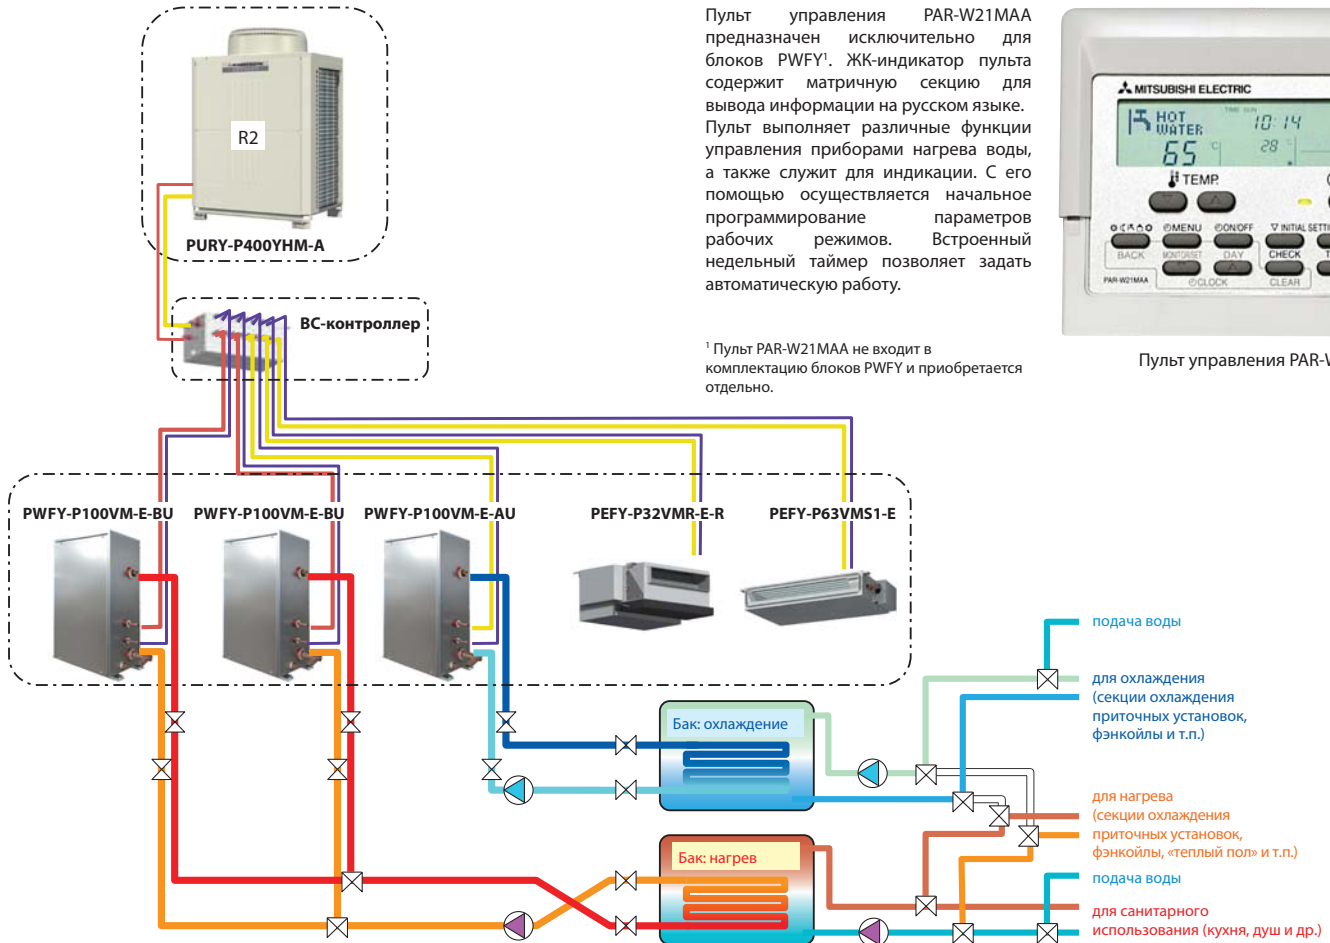 R2
PURY-P400YHM-A
ВС-контроллер
Пульт управления PAR-W21MAA
предназначен исключительно для
блоков PWFY¹. ЖК-индикатор пульта
содержит матричную секцию для
вывода информации на русском языке.
Пульт выполняет различные функции
управления приборами нагрева воды,
а также служит для индикации. С его
помощью осуществляется начальное
программирование параметров
рабочих режимов. Встроенный
недельный таймер позволяет задать
автоматическую работу.
¹ Пульт PAR-W21MAA не входит в
комплектацию блоков PWFY и приобретается
отдельно.
MITSUBISHI ELECTRIC
TIME SUN
HOT
WATER
10:14
65 °C
28 °C
TEMP.
MENU
ON/OFF
INITIAL SETTI
BACK
MONITOR/SET
DAY
CHECK
T
PAR-W21MAA
CLOCK
CLEAR
Пульт управления PAR-W
PWFY-P100VM-E-BU
PWFY-P100VM-E-BU
PWFY-P100VM-E-AU
PEFY-P32VMR-E-R
PEFY-P63VMS1-E
Бак: охлаждение
Бак: нагрев
подача воды
для охлаждения
(секции охлаждения
приточных установок,
фэнкойлы и т.п.)
для нагрева
(секции охлаждения
приточных установок,
фэнкойлы, «теплый пол» и т.п.)
подача воды
для санитарного
использования (кухня, душ и др.)